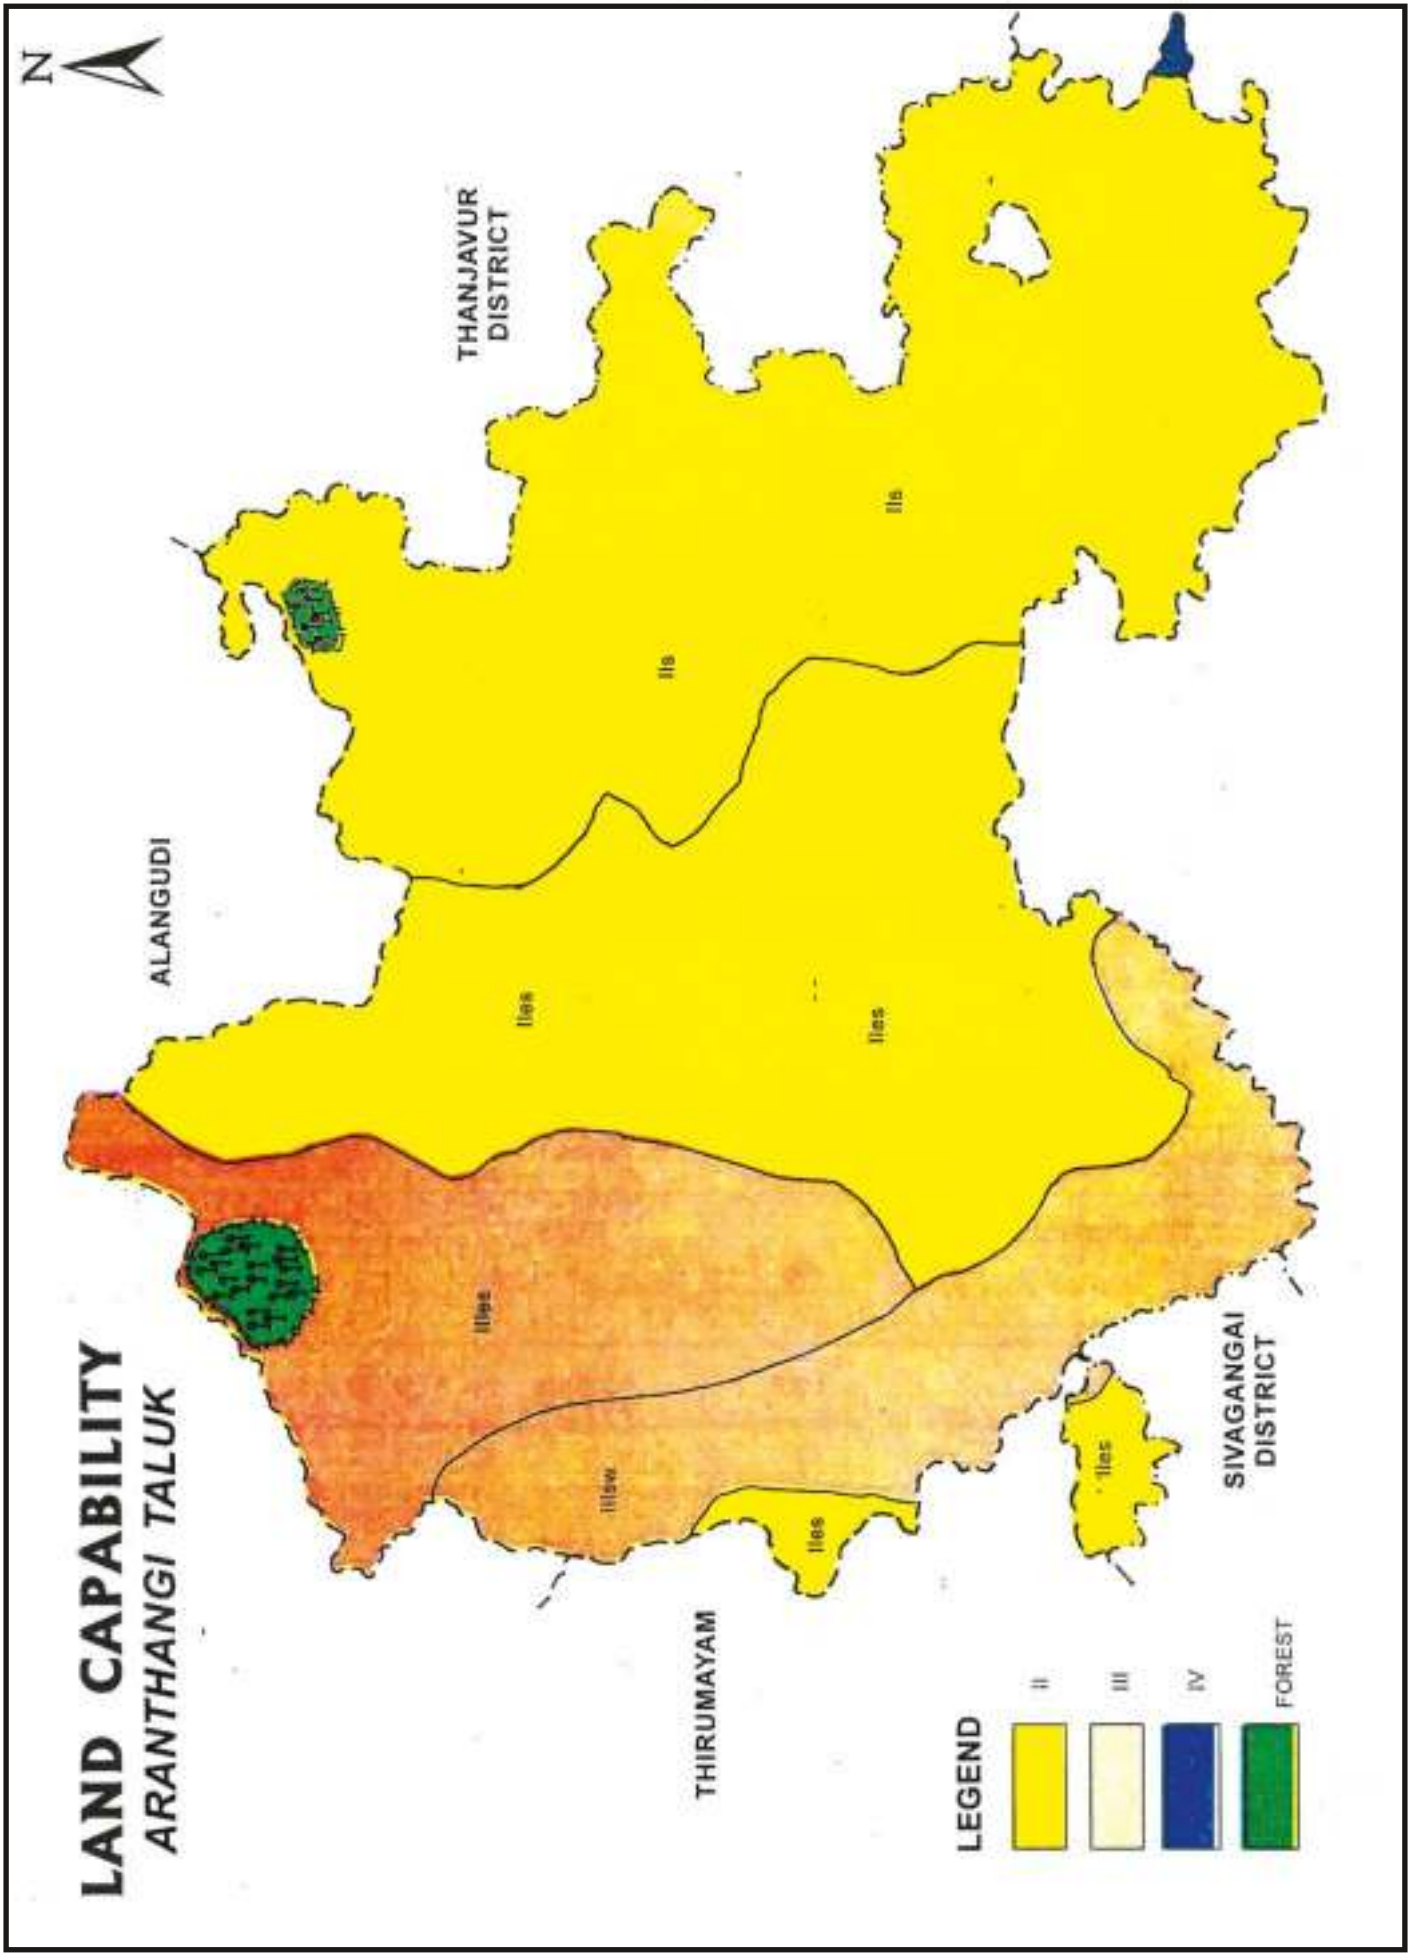 LAND CAPABILITY
ARANTHANGI TALUK
N
ALANGUDI
THANJAVUR
DISTRICT
IIs
IIs
IIes
IIes
IIIes
IIIsw
IIes
IIes
THIRUMAYAM
SIVAGANGAI
DISTRICT
LEGEND
II
III
IV
FOREST